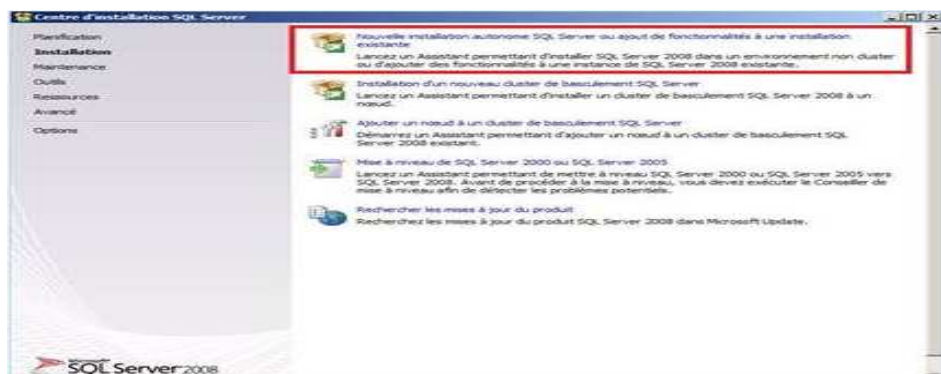 Centre d'installation SQL Server
Planification
Installation
Maintenance
Outils
Ressources
Avancé
Options
Nouvelle installation autonome SQL Server ou ajout de fonctionnalités à une installation
existante
Lancez un Assistant permettant d'installer SQL Server 2008 dans un environnement non cluster
ou d'ajouter des fonctionnalités à une instance de SQL Server 2008 existante.
Installation d'un nouveau cluster de basculement SQL Server
Lancez un Assistant permettant d'installer un cluster de basculement SQL Server 2008 à un
nœud.
Ajouter un nœud à un cluster de basculement SQL Server
Démarrez un Assistant permettant d'ajouter un nœud à un cluster de basculement SQL
Server 2008 existant.
Mise à niveau de SQL Server 2000 ou SQL Server 2005
Lancez un Assistant permettant de mettre à niveau SQL Server 2000 ou SQL Server 2005 vers
SQL Server 2008. Avant de procéder à la mise à niveau, vous devez exécuter le Conseiller de
mise à niveau afin de détecter les problèmes potentiels.
Rechercher les mises à jour du produit
Recherchez les mises à jour du produit SQL Server 2008 dans Microsoft Update.
Microsoft
SQL Server 2008